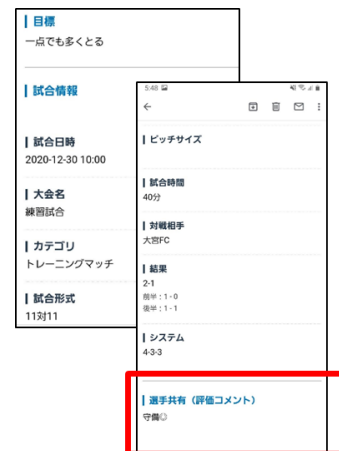 目標
一点でも多くとる
試合情報
試合日時
2020-12-30 10:00
大会名
練習試合
カテゴリ
トレーニングマッチ
試合形式
11対11
5:48
ピッチサイズ
試合時間
40分
対戦相手
大宮FC
結果
2-1
前半：1 - 0
後半：1 - 1
システム
4-3-3
選手共有（評価コメント）
守備◎